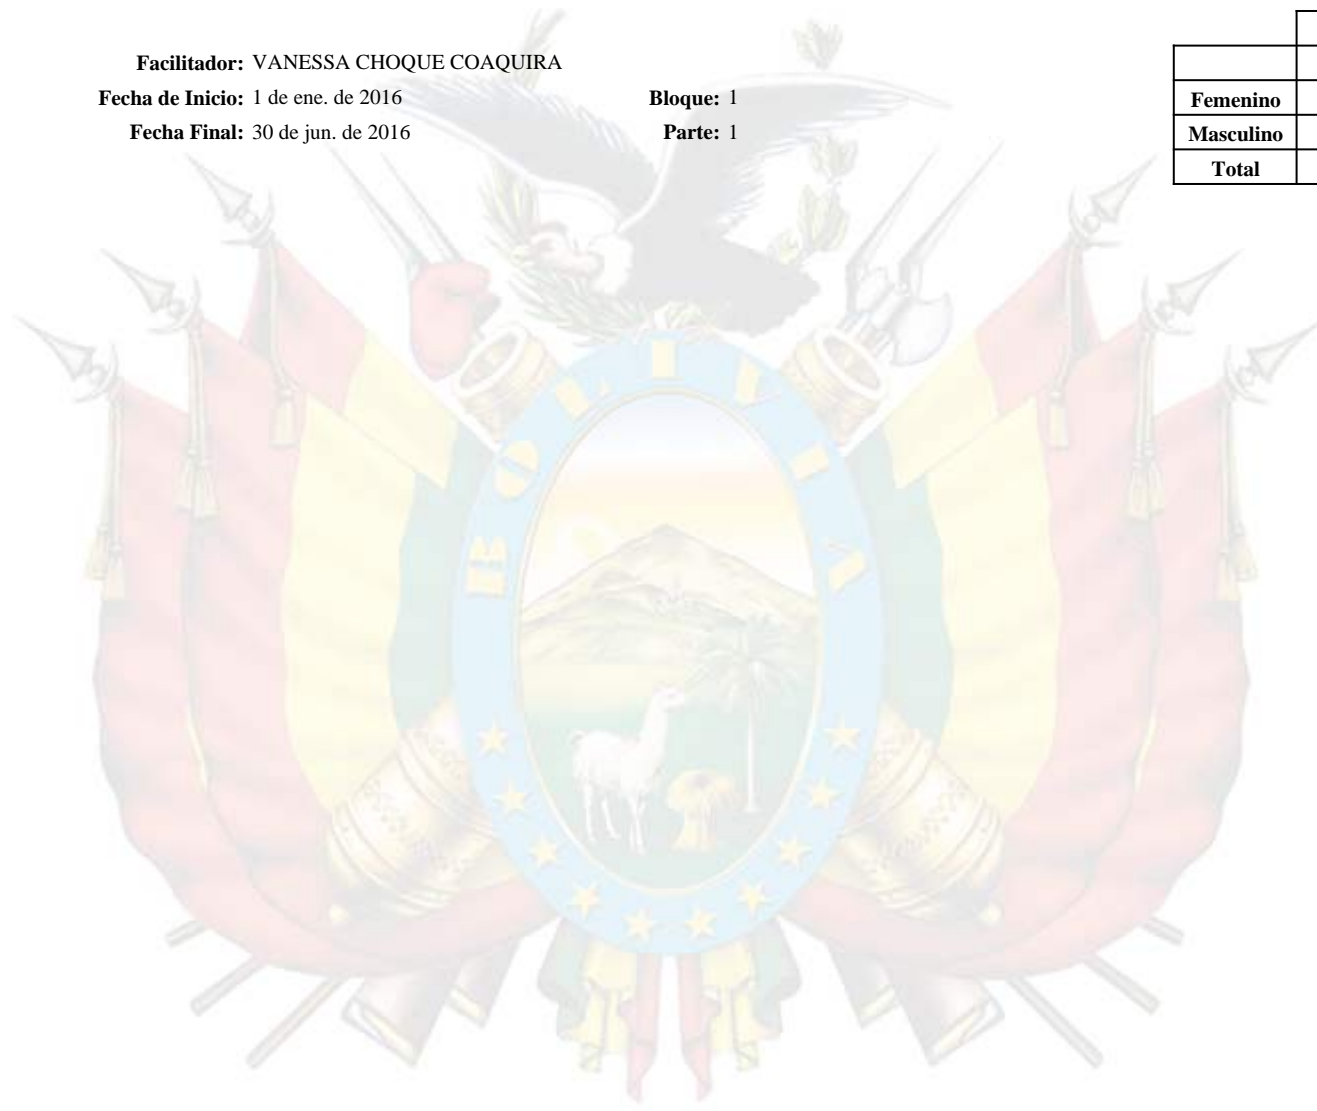 Facilitador: VANESSA CHOQUE COAQUIRA
Fecha de Inicio: 1 de ene. de 2016 Bloque: 1
Fecha Final: 30 de jun. de 2016 Parte: 1
Femenino
Masculino
Total
BOLIVIA